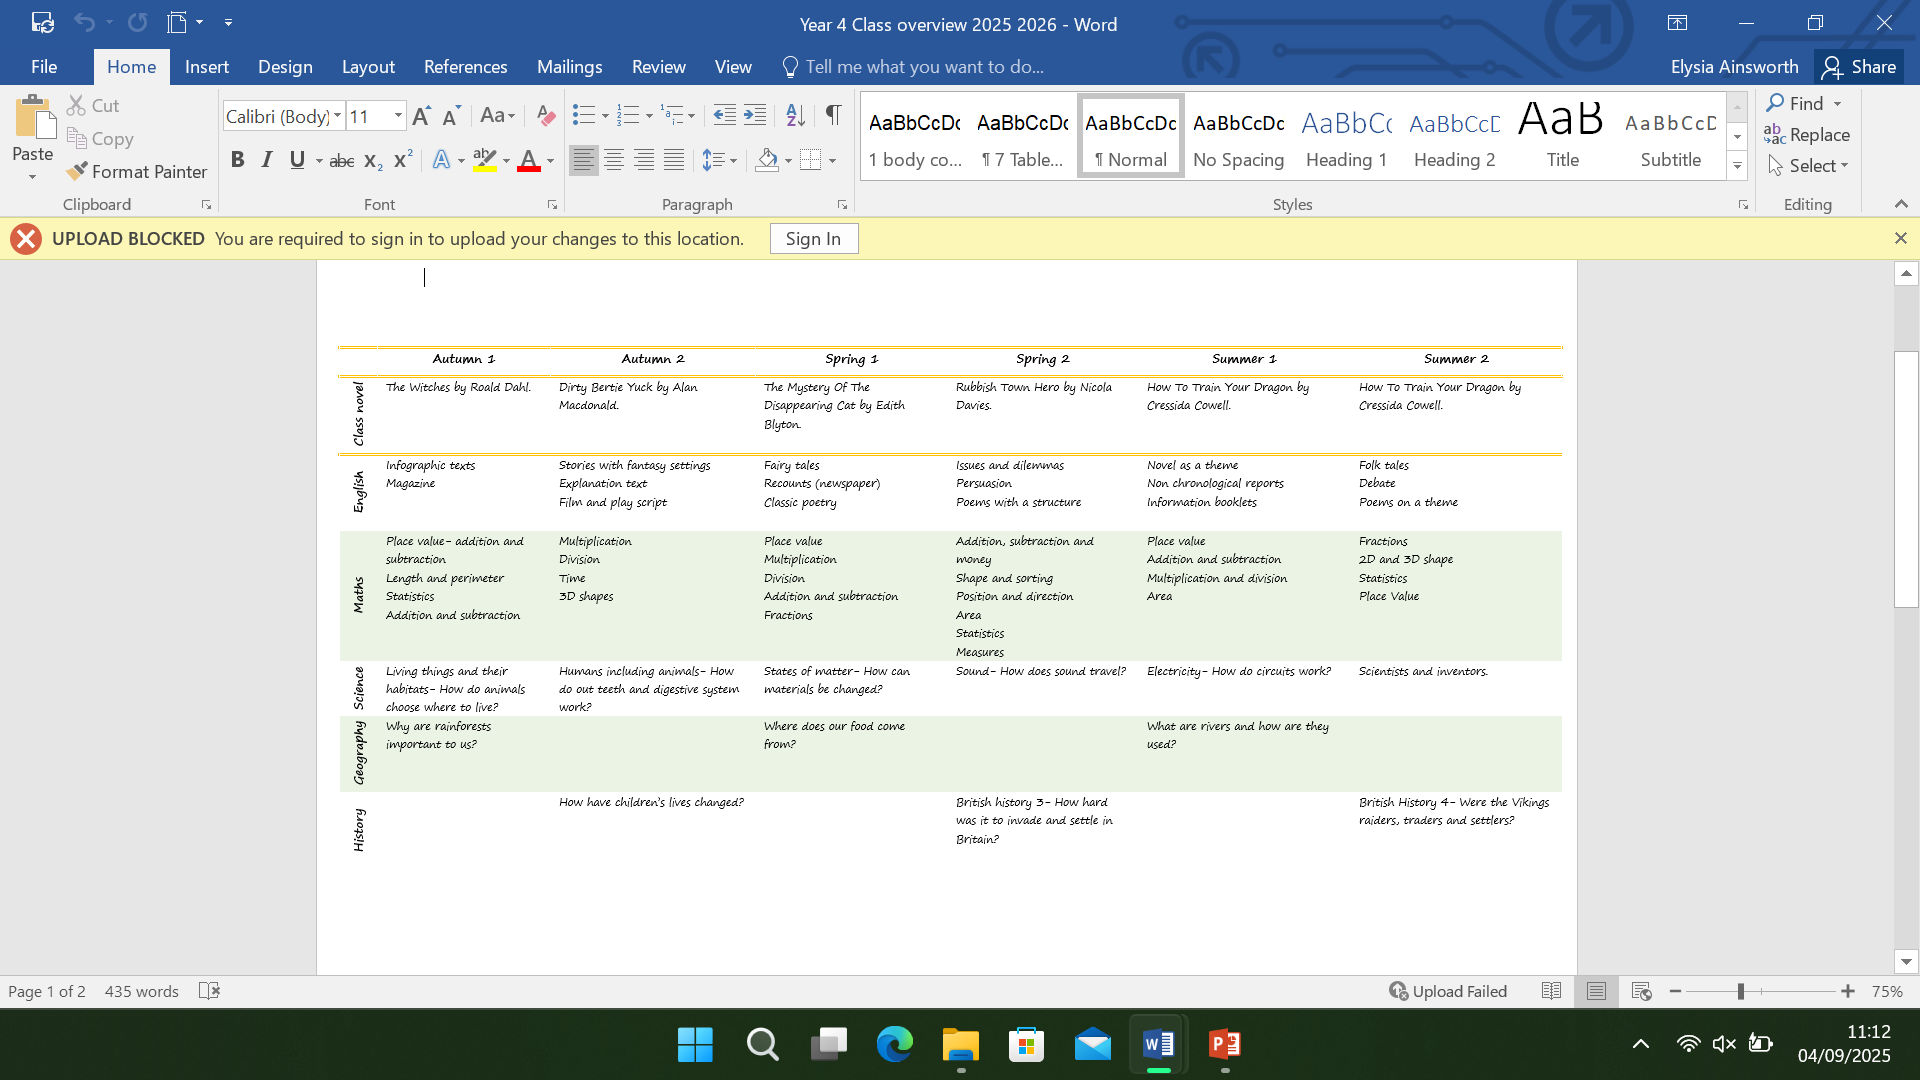 Year 4 Class overview 2025 2026 - Word
File Home Insert Design Layout References Mailings Review View Tell me what you want to do... Elysia Ainsworth Share
Paste
Cut
Copy
Format Painter
Clipboard
Calibri (Body) 11
Font
Paragraph
AaBbCcDc AaBbCcDc AaBbCcDc AaBbCcDc AaBbCc AaBbCcD AaB AaBbCcD
1 body co... ¶ 7 Table... ¶ Normal No Spacing Heading 1 Heading 2 Title Subtitle
Styles
Find
Replace
Select
Editing
UPLOAD BLOCKED You are required to sign in to upload your changes to this location. Sign In
Autumn 1 Autumn 2 Spring 1 Spring 2 Summer 1 Summer 2
Class novel
The Witches by Roald Dahl.
Dirty Bertie Yuck by Alan
Macdonald.
The Mystery Of The
Disappearing Cat by Edith
Blyton.
Rubbish Town Hero by Nicola
Davies.
How To Train Your Dragon by
Cressida Cowell.
How To Train Your Dragon by
Cressida Cowell.
English
Infographic texts
Magazine
Stories with fantasy settings
Explanation text
Film and play script
Fairy tales
Recounts (newspaper)
Classic poetry
Issues and dilemmas
Persuasion
Poems with a structure
Novel as a theme
Non chronological reports
Information booklets
Folk tales
Debate
Poems on a theme
Maths
Place value- addition and
subtraction
Length and perimeter
Statistics
Addition and subtraction
Multiplication
Division
Time
3D shapes
Place value
Multiplication
Division
Addition and subtraction
Fractions
Addition, subtraction and
money
Shape and sorting
Position and direction
Area
Statistics
Measures
Place value
Addition and subtraction
Multiplication and division
Area
Fractions
2D and 3D shape
Statistics
Place Value
Science
Living things and their
habitats- How do animals
choose where to live?
Humans including animals- How
do out teeth and digestive system
work?
States of matter- How can
materials be changed?
Sound- How does sound travel?
Electricity- How do circuits work?
Scientists and inventors.
Geography
Why are rainforests
important to us?
Where does our food come
from?
What are rivers and how are they
used?
History
How have children's lives changed?
British history 3- How hard
was it to invade and settle in
Britain?
British History 4- Were the Vikings
raiders, traders and settlers?
Page 1 of 2 435 words Upload Failed 75%
11:12
04/09/2025